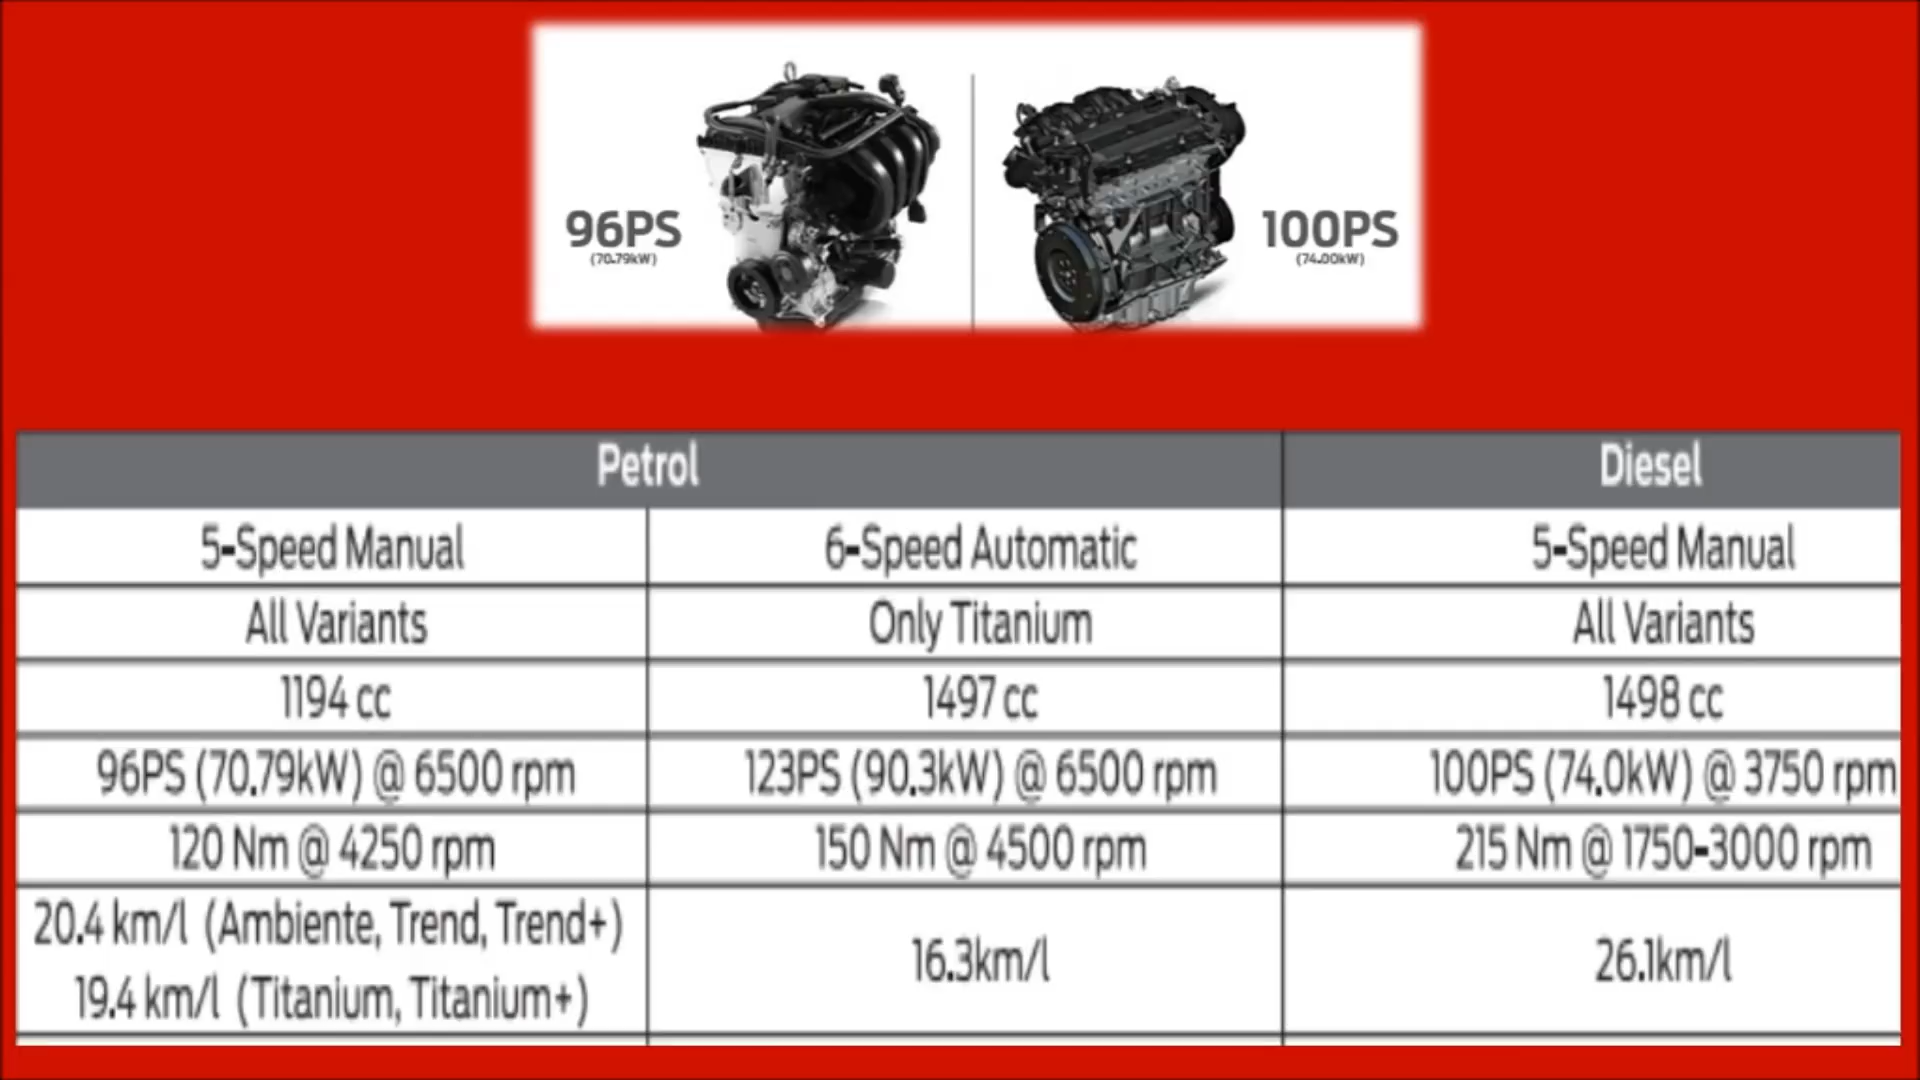 96PS
(70.79kW)
100PS
(74.00kW)
Petrol
Diesel
5-Speed Manual
6-Speed Automatic
5-Speed Manual
All Variants
Only Titanium
All Variants
1194 cc
1497 cc
1498 cc
96PS (70.79kW) @ 6500 rpm
123PS (90.3kW) @ 6500 rpm
100PS (74.0kW) @ 3750 rpm
120 Nm @ 4250 rpm
150 Nm @ 4500 rpm
215 Nm @ 1750-3000 rpm
20.4 km/l (Ambiente, Trend, Trend+)
19.4 km/l (Titanium, Titanium+)
16.3km/l
26.1km/l